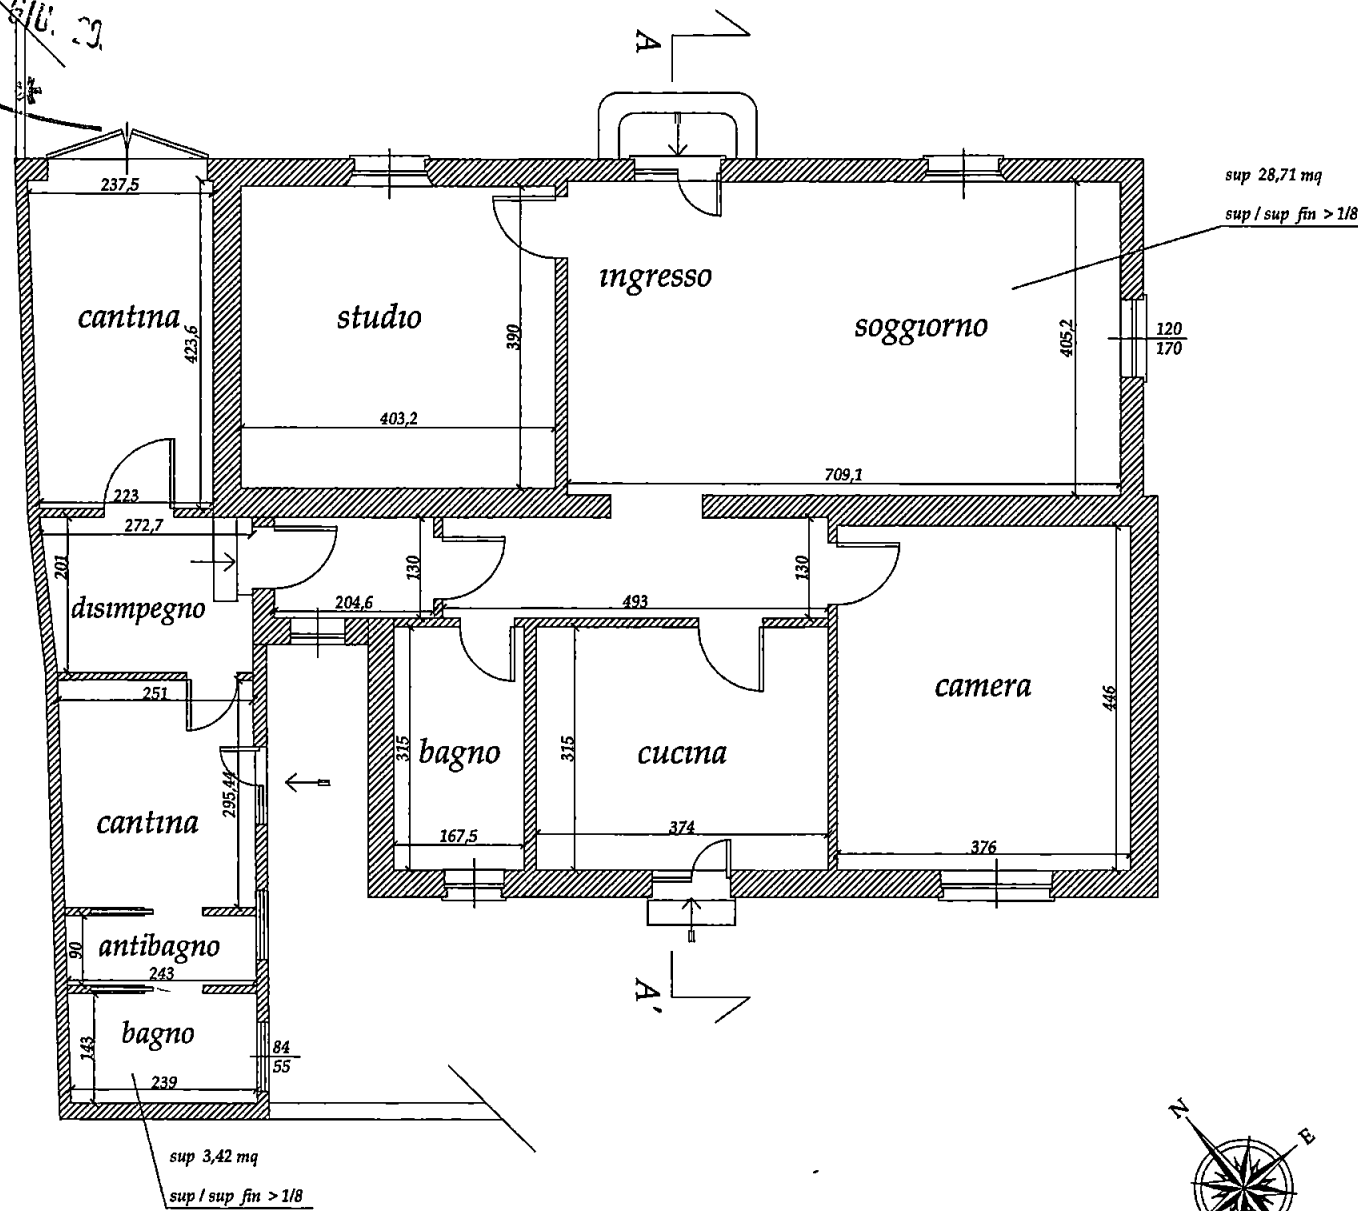 A
237,5
sup 28,71 mq
sup / sup fin > 1/8
ingresso
cantina
studio
soggiorno
423,6
390
405,2
120
170
403,2
709,1
223
272,7
201
130
130
disimpegno
204,6
493
251
camera
446
315
bagno
315
cucina
295,44
cantina
167,5
374
376
90
antibagno
243
A'
bagno
143
84
55
239
N
E
sup 3,42 mq
sup / sup fin > 1/8